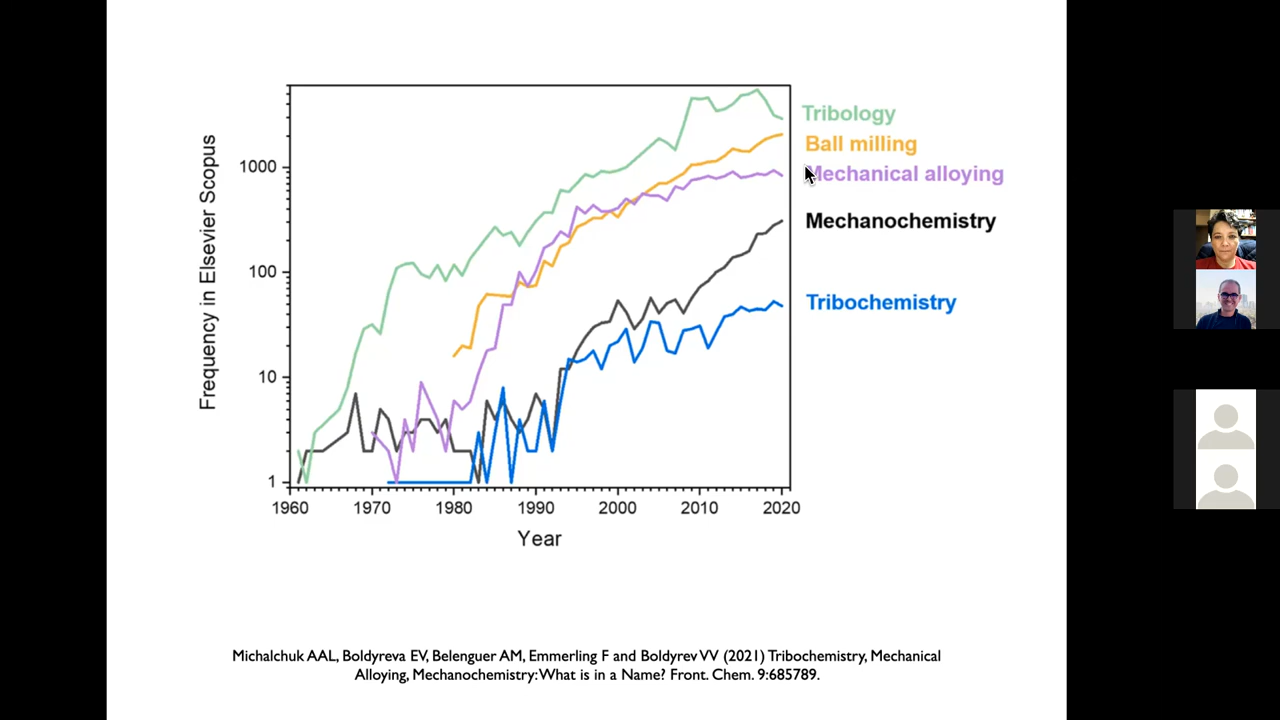 Frequency in Elsevier Scopus
1000
100
10
1
1960 1970 1980 1990 2000 2010 2020
Year
Tribology
Ball milling
Mechanical alloying
Mechanochemistry
Tribochemistry
Michalchuk AAL, Boldyreva EV, Belenguer AM, Emmerling F and Boldyrev VV (2021) Tribochemistry, Mechanical
Alloying, Mechanochemistry: What is in a Name? Front. Chem. 9:685789.